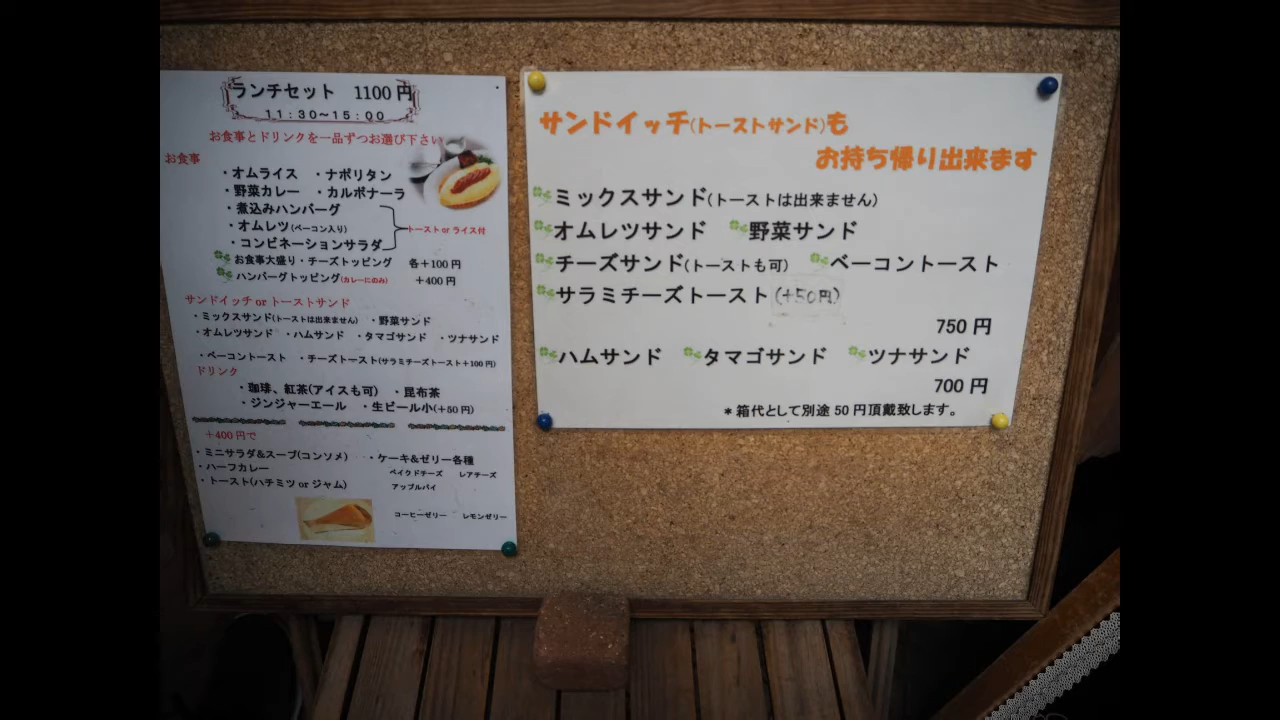 ランチセット 1100円
11:30~15:00
お食事とドリンクを一品ずつお選び下さい
お食事
・オムライス ・ナポリタン
・野菜カレー ・カルボナーラ
・煮込みハンバーグ
・オムレツ(ベーコン入り)
トースト or ライス付
・コンビネーションサラダ
お食事大盛り・チーズトッピング 各+100円
ハンバーグトッピング(カレーにのみ) +400円
サンドイッチ or トーストサンド
・ミックスサンド(トーストは出来ません) ・野菜サンド
・オムレツサンド ・ハムサンド ・タマゴサンド ・ツナサンド
・ベーコントースト ・チーズトースト(サラミチーズトースト+100円)
ドリンク
・珈琲、紅茶(アイスも可) ・昆布茶
・ジンジャーエール ・生ビール小(+50円)
+400円で
・ミニサラダ&スープ(コンソメ) ・ケーキ&ゼリー各種
・ハーフカレー ベイクドチーズ レアチーズ
・トースト(ハチミツ or ジャム) アップルパイ
コーヒーゼリー レモンゼリー
サンドイッチ(トーストサンド)も
お持ち帰り出来ます
ミックスサンド(トーストは出来ません)
オムレツサンド 野菜サンド
チーズサンド(トーストも可) ベーコントースト
サラミチーズトースト(+50円)
750円
ハムサンド タマゴサンド ツナサンド
700円
*箱代として別途50円頂戴致します。